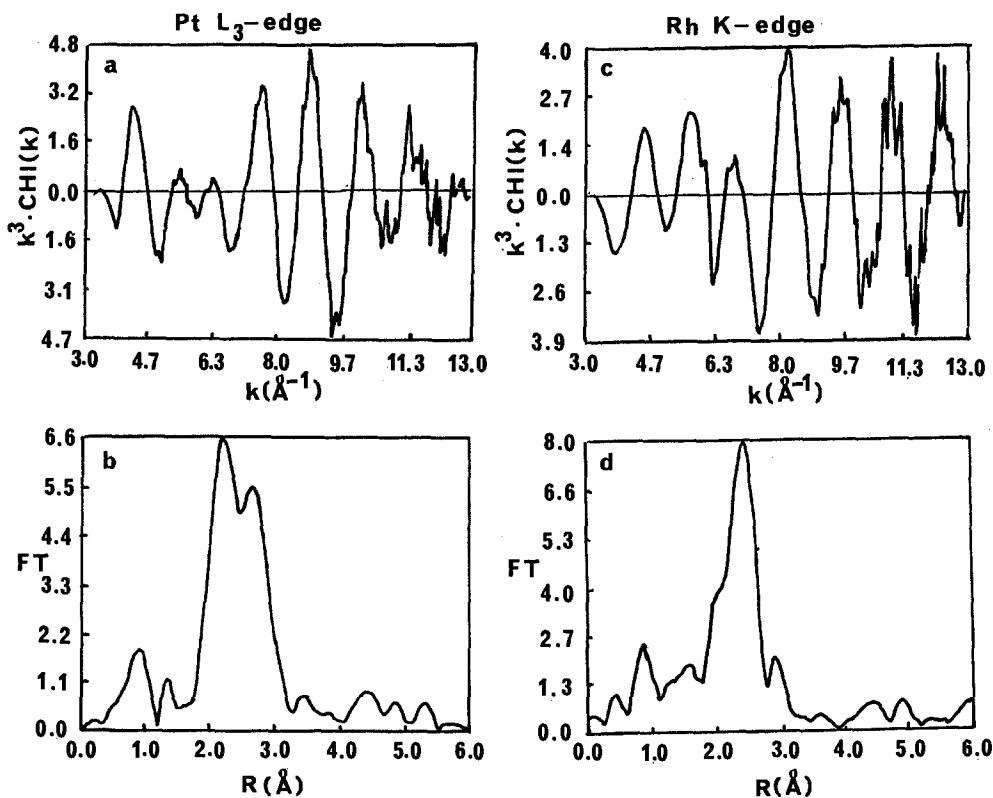 Pt L3-edge
Rh K-edge
a
4.8
3.2
1.6
0.0
1.6
3.1
4.7
k3·CHI(k)
3.0 4.7 6.3 8.0 9.7 11.3 13.0
k(Å-1)
c
4.0
2.7
1.4
0.0
1.3
2.6
3.9
k3·CHI(k)
3.0 4.7 6.3 8.0 9.7 11.3 13.0
k(Å-1)
b
6.6
5.5
4.4
3.3
2.2
1.1
0.0
FT
0.0 1.0 2.0 3.0 4.0 5.0 6.0
R(Å)
d
8.0
6.6
5.3
4.0
2.7
1.3
0.0
FT
0.0 1.0 2.0 3.0 4.0 5.0 6.0
R(Å)